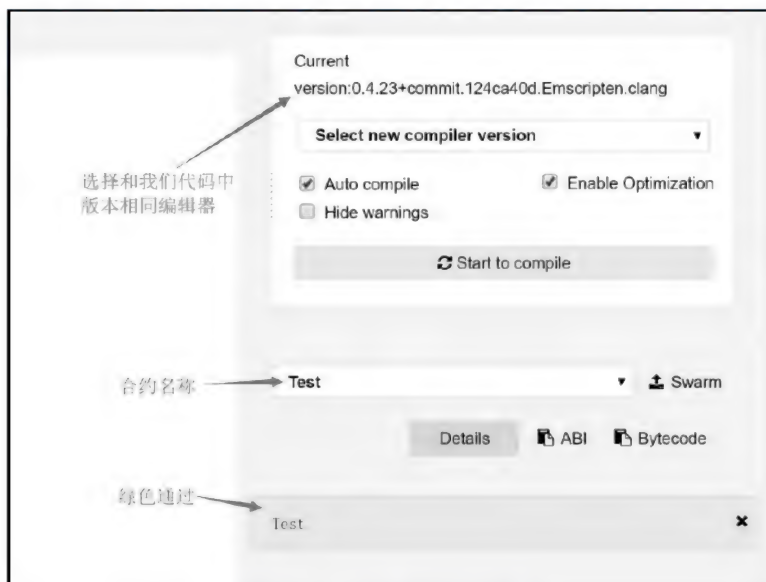 Current
version:0.4.23+commit.124ca40d.Emscripten.clang
Select new compiler version
选择和我们代码中
版本相同编辑器
Auto compile
Enable Optimization
Hide warnings
Start to compile
合约名称
Test
Swarm
Details
ABI
Bytecode
绿色通过
Test